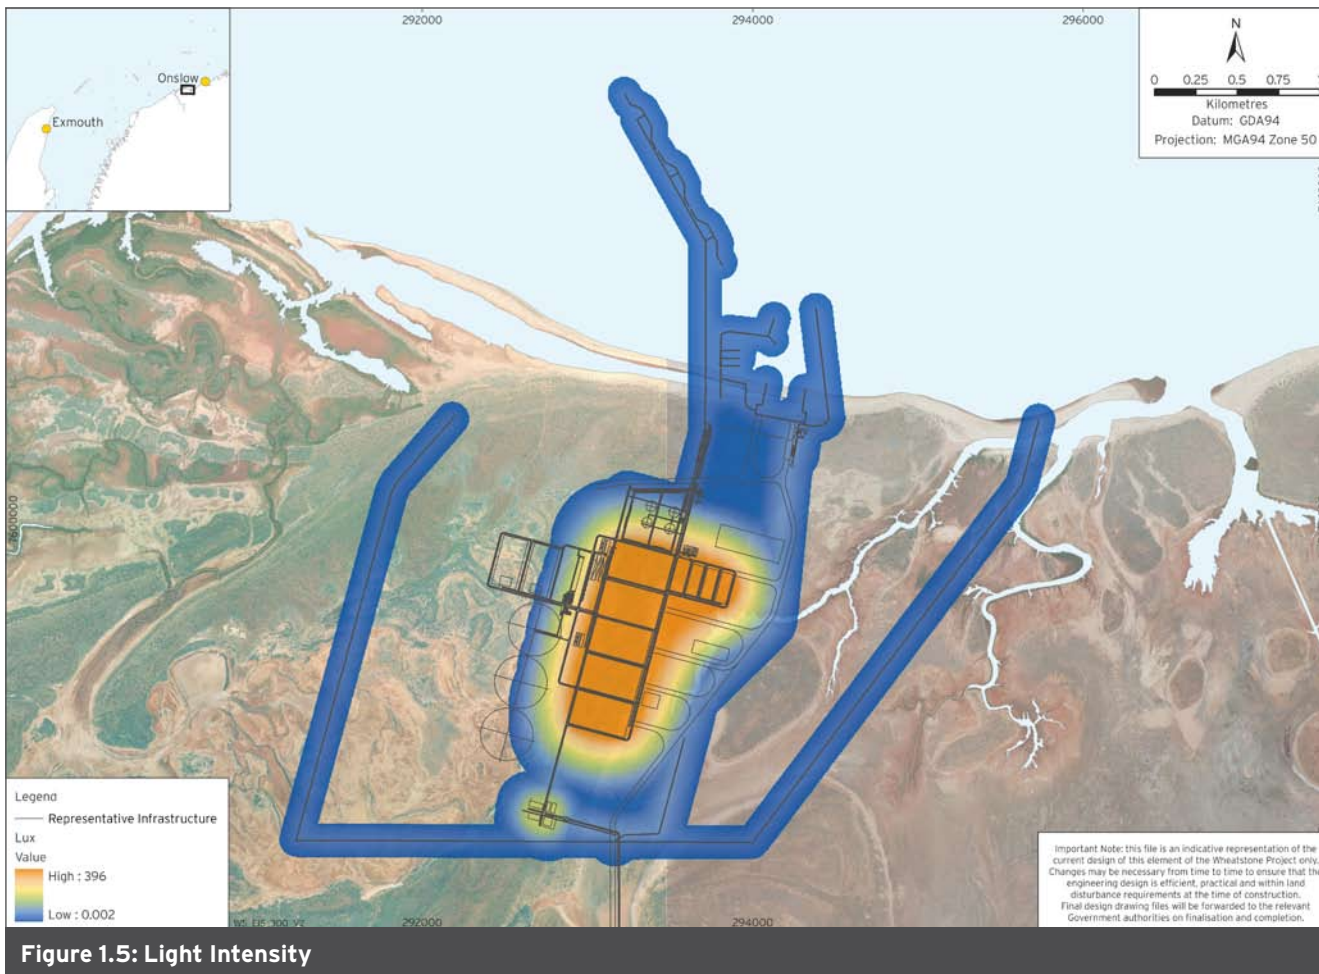 292000
294000
296000
Onslow
Exmouth
N
0 0.25 0.5 0.75
Kilometres
Datum: GDA94
Projection: MGA94 Zone 50
7600000
Legend
Representative Infrastructure
Lux
Value
High : 396
Low : 0.002
292000
294000
Important Note: this file is an indicative representation of the
current design of this element of the Wheatstone Project only.
Changes may be necessary from time to time to ensure that the
engineering design is efficient, practical and within land
disturbance requirements at the time of construction.
Final design drawing files will be forwarded to the relevant
Government authorities on finalisation and completion.
Figure 1.5: Light Intensity